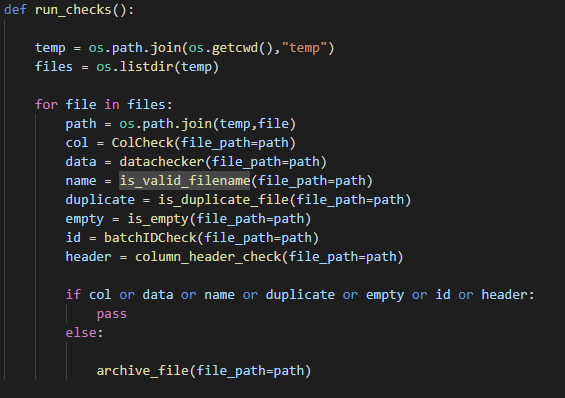 def run_checks():
temp = os.path.join(os.getcwd(),"temp")
files = os.listdir(temp)
for file in files:
path = os.path.join(temp,file)
col = ColCheck(file_path=path)
data = datachecker(file_path=path)
name = is_valid_filename(file_path=path)
duplicate = is_duplicate_file(file_path=path)
empty = is_empty(file_path=path)
id = batchIDCheck(file_path=path)
header = column_header_check(file_path=path)
if col or data or name or duplicate or empty or id or header:
pass
else:
archive_file(file_path=path)